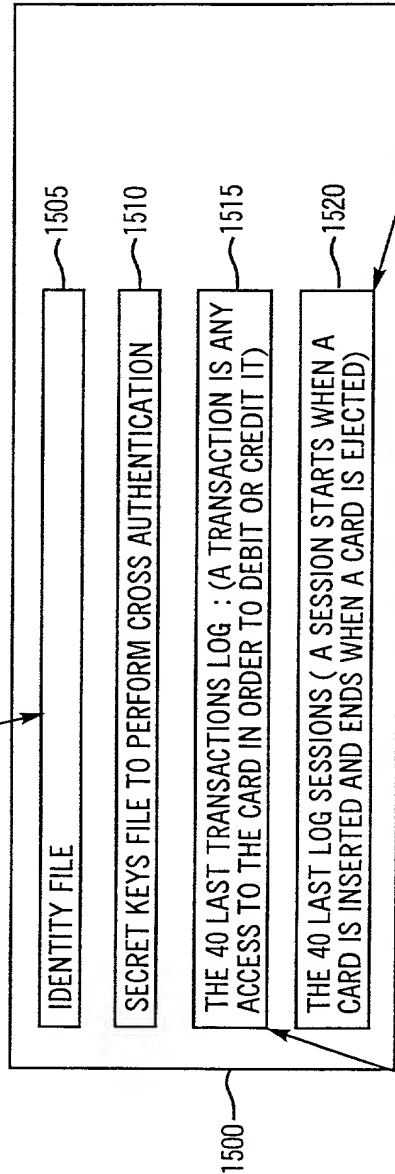 IDENTITY FILE
1505
SECRET KEYS FILE TO PERFORM CROSS AUTHENTICATION
1510
THE 40 LAST TRANSACTIONS LOG : (A TRANSACTION IS ANY
ACCESS TO THE CARD IN ORDER TO DEBIT OR CREDIT IT)
1515
THE 40 LAST LOG SESSIONS ( A SESSION STARTS WHEN A
CARD IS INSERTED AND ENDS WHEN A CARD IS EJECTED)
1520
1500